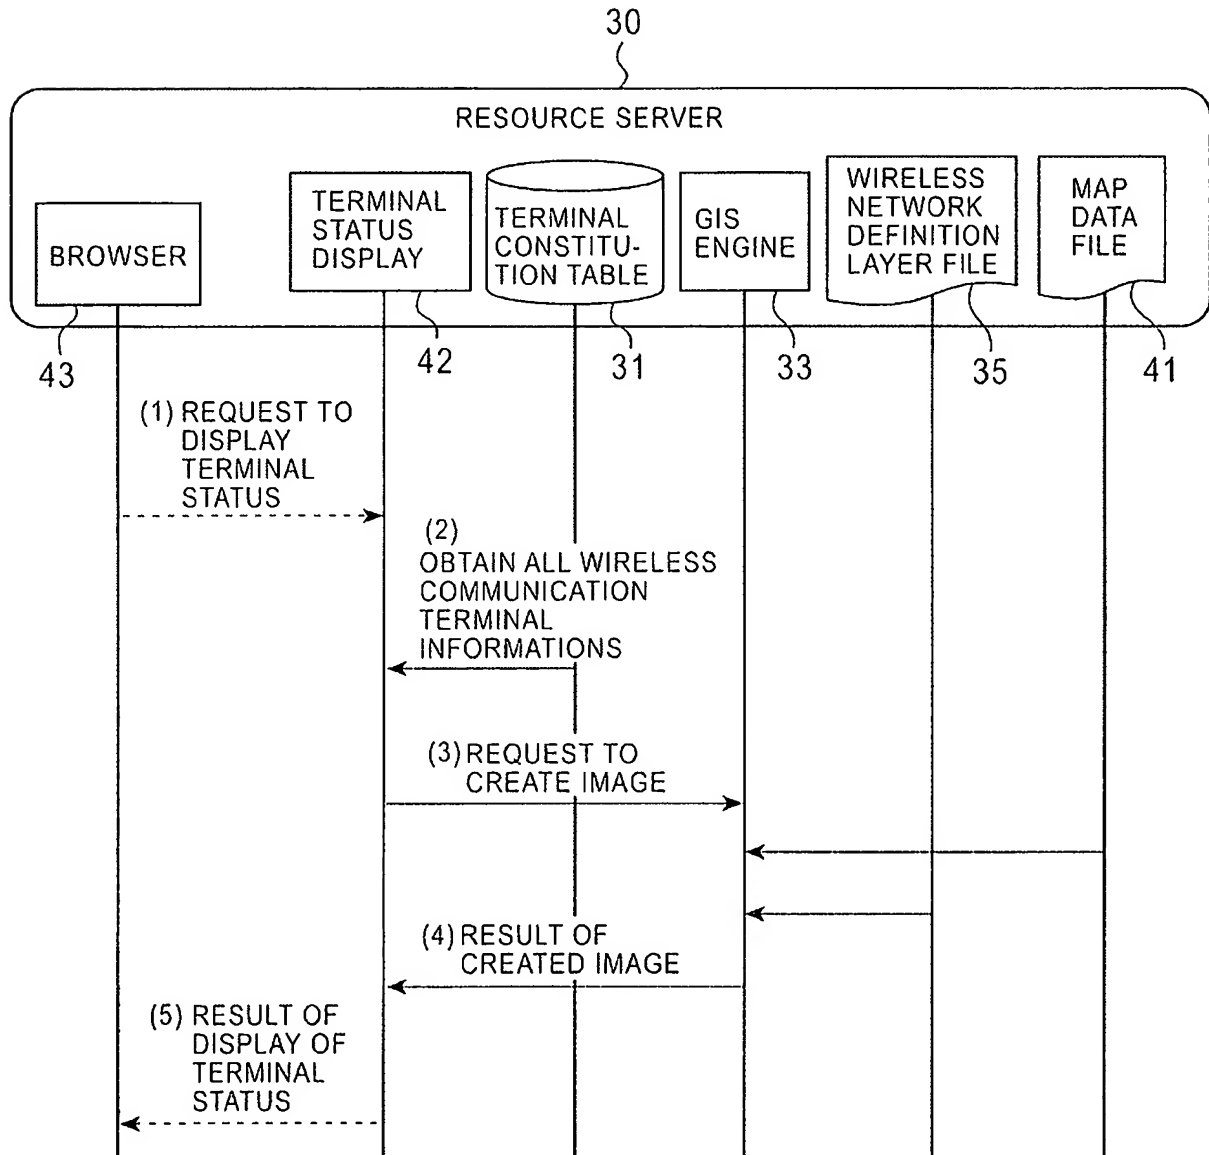 30
RESOURCE SERVER
BROWSER
TERMINAL
STATUS
DISPLAY
TERMINAL
CONSTITU-
TION TABLE
GIS
ENGINE
WIRELESS
NETWORK
DEFINITION
LAYER FILE
MAP
DATA
FILE
43
42
31
33
35
41
(1) REQUEST TO
DISPLAY
TERMINAL
STATUS
(2)
OBTAIN ALL WIRELESS
COMMUNICATION
TERMINAL
INFORMATIONS
(3) REQUEST TO
CREATE IMAGE
(4) RESULT OF
CREATED IMAGE
(5) RESULT OF
DISPLAY OF
TERMINAL
STATUS